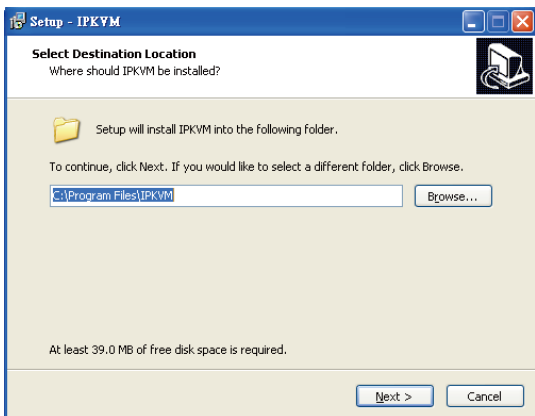 Setup - IPKVM
Select Destination Location
Where should IPKVM be installed?
Setup will install IPKVM into the following folder.
To continue, click Next. If you would like to select a different folder, click Browse.
C:\Program Files\IPKVM
Browse...
At least 39.0 MB of free disk space is required.
Next >
Cancel